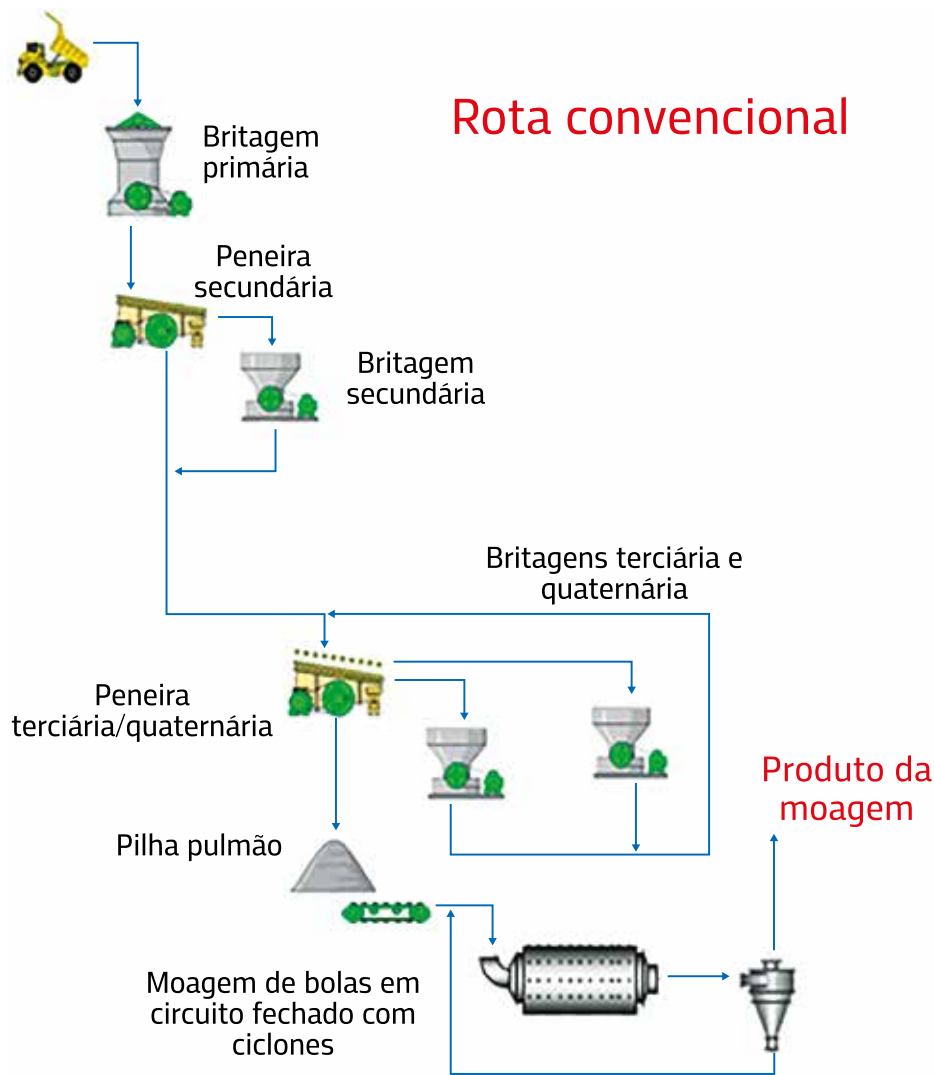 Rota convencional
Britagem
primária
Peneira
secundária
Britagem
secundária
Britagens terciária e
quaternária
Peneira
terciária/quaternária
Produto da
moagem
Pilha pulmão
Moagem de bolas em
circuito fechado com
ciclones